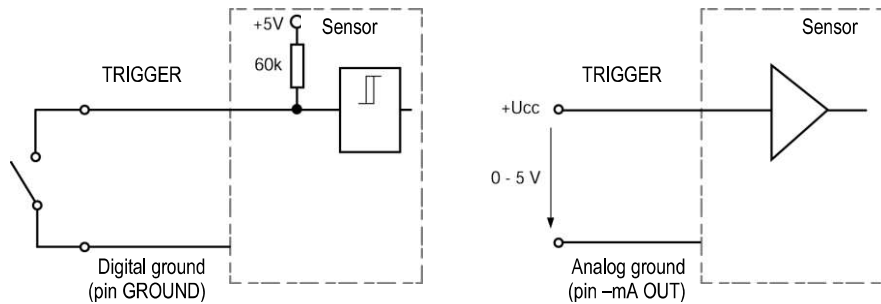 +5V
Sensor
60k
TRIGGER
Digital ground
(pin GROUND)
Sensor
TRIGGER
+Ucc
0 - 5 V
Analog ground
(pin –mA OUT)